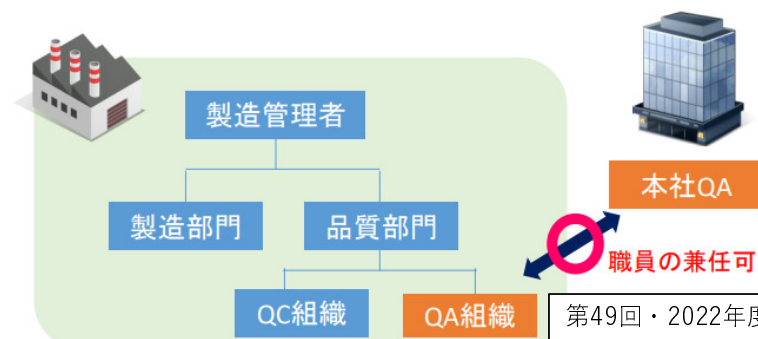 製造管理者
本社QA
製造部門
品質部門
職員の兼任可
QC組織
QA組織
第49回・2022年度